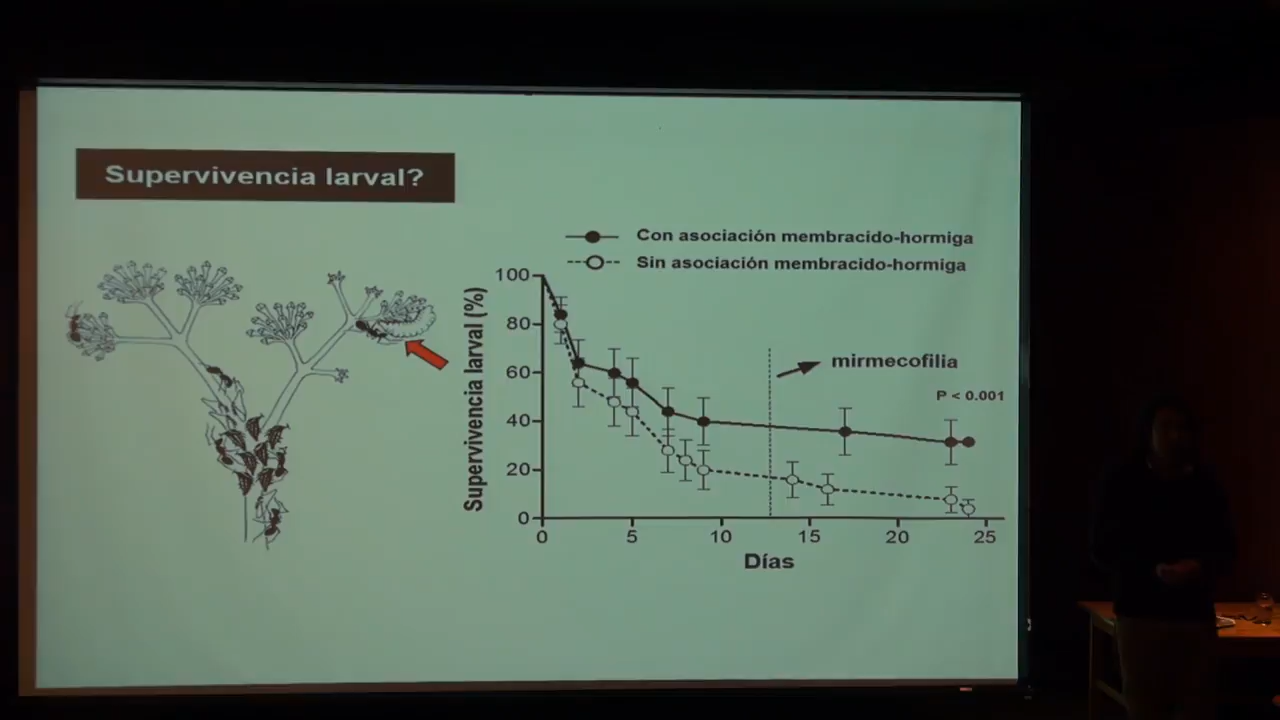 Supervivencia larval?
Con asociación membracido-hormiga
Sin asociación membracido-hormiga
Supervivencia larval (%)
100
80
60
40
20
0
mirmecofilia
P < 0.001
0 5 10 15 20 25
Días